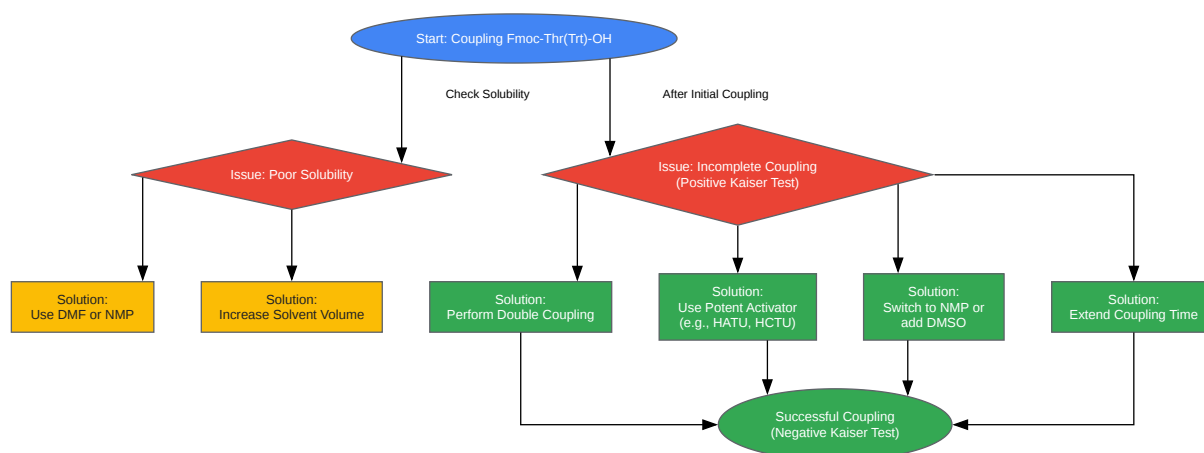 Start: Coupling Fmoc-Thr(Trt)-OH
Check Solubility
After Initial Coupling
Issue: Poor Solubility
Issue: Incomplete Coupling
(Positive Kaiser Test)
Solution:
Use DMF or NMP
Solution:
Increase Solvent Volume
Solution:
Perform Double Coupling
Solution:
Use Potent Activator
(e.g., HATU, HCTU)
Solution:
Switch to NMP or
add DMSO
Solution:
Extend Coupling Time
Successful Coupling
(Negative Kaiser Test)